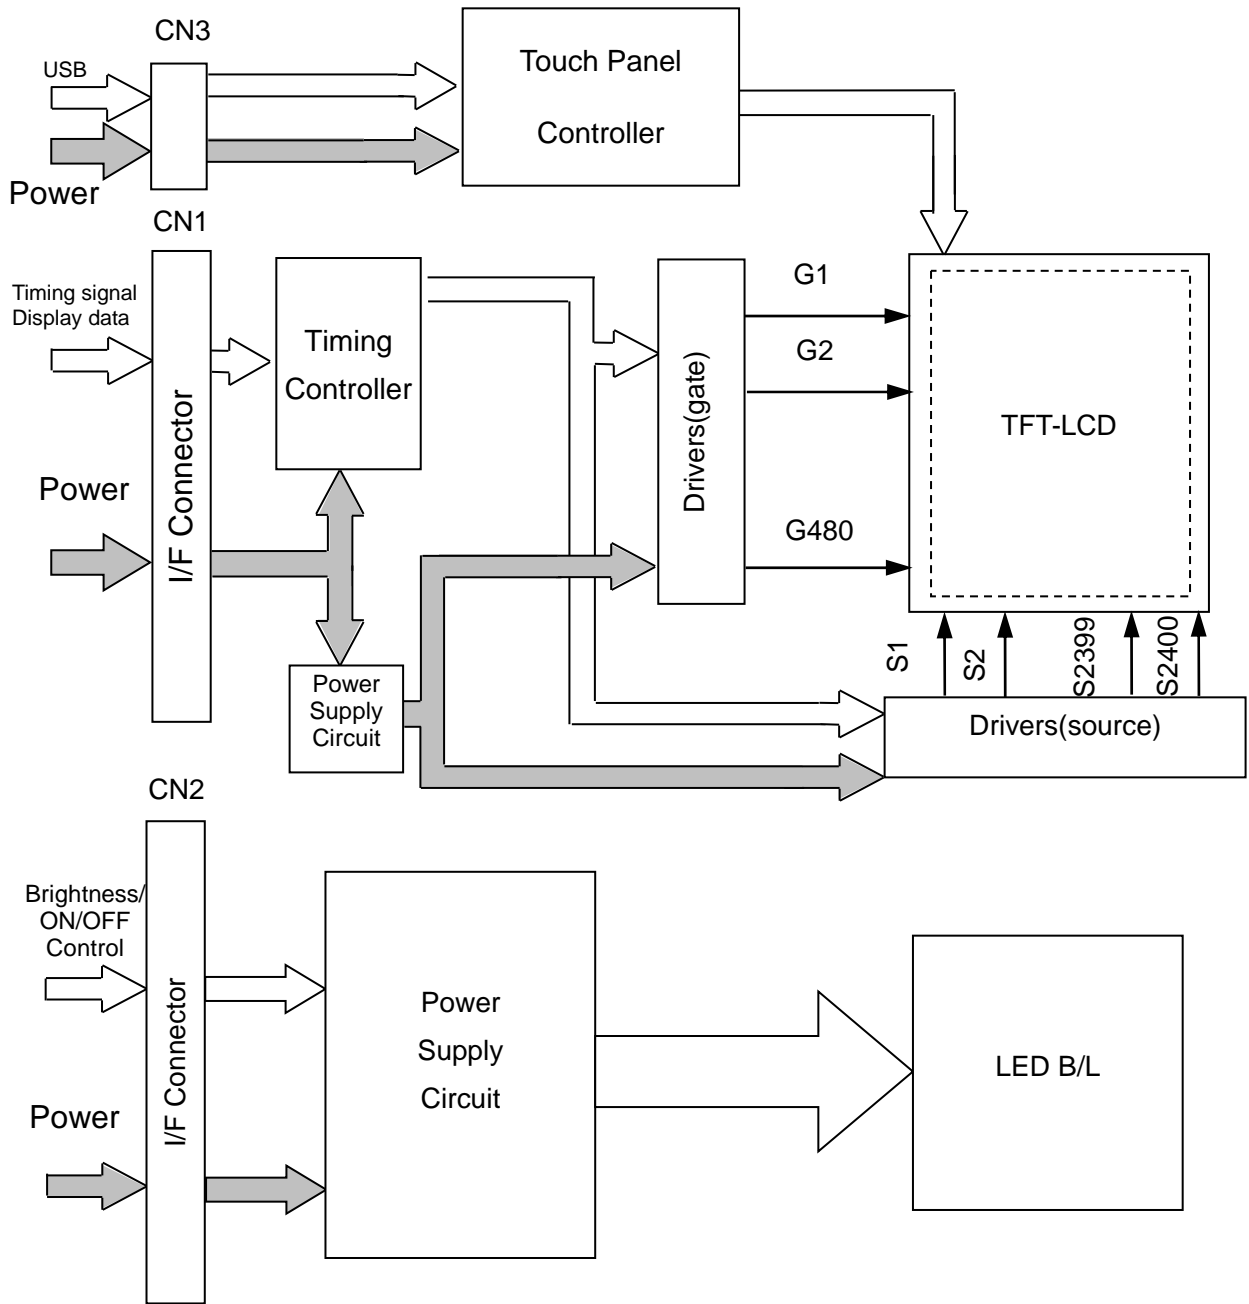 CN3
USB
Power
Touch Panel
Controller
CN1
Timing signal
Display data
Power
I/F Connector
Timing
Controller
Power
Supply
Circuit
Drivers(gate)
G1
G2
G480
TFT-LCD
S1
S2
S2399
S2400
Drivers(source)
CN2
Brightness/
ON/OFF
Control
Power
I/F Connector
Power
Supply
Circuit
LED B/L